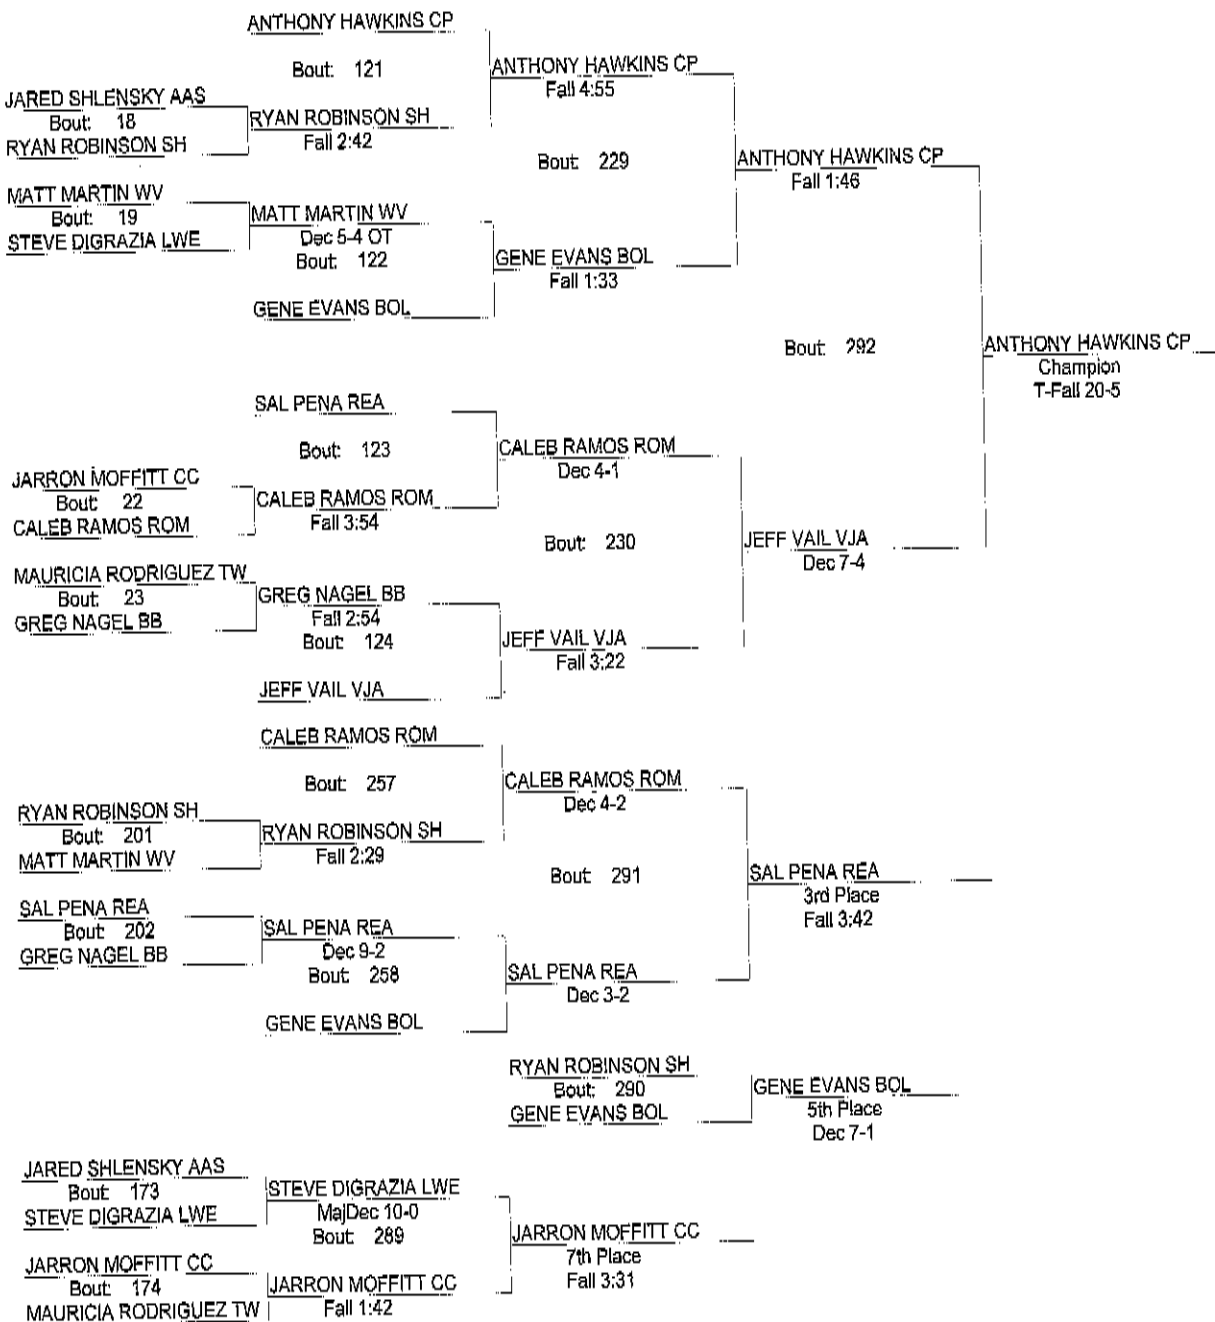 ANTHONY HAWKINS CP
Bout: 121
ANTHONY HAWKINS CP
Fall 4:55
JARED SHLENSKY AAS
Bout: 18
RYAN ROBINSON SH
RYAN ROBINSON SH
Fall 2:42
Bout: 229
ANTHONY HAWKINS CP
Fall 1:46
MATT MARTIN WV
Bout: 19
STEVE DIGRAZIA LWE
MATT MARTIN WV
Dec 5-4 OT
Bout: 122
GENE EVANS BOL
Fall 1:33
GENE EVANS BOL
Bout: 292
ANTHONY HAWKINS CP
Champion
T-Fall 20-5
SAL PENA REA
Bout: 123
CALEB RAMOS ROM
Dec 4-1
JARRON MOFFITT CC
Bout: 22
CALEB RAMOS ROM
CALEB RAMOS ROM
Fall 3:54
Bout: 230
JEFF VAIL VJA
Dec 7-4
MAURICIA RODRIGUEZ TW
Bout: 23
GREG NAGEL BB
GREG NAGEL BB
Fall 2:54
Bout: 124
JEFF VAIL VJA
Fall 3:22
JEFF VAIL VJA
CALEB RAMOS ROM
Bout: 257
CALEB RAMOS ROM
Dec 4-2
RYAN ROBINSON SH
Bout: 201
MATT MARTIN WV
RYAN ROBINSON SH
Fall 2:29
Bout: 291
SAL PENA REA
3rd Place
Fall 3:42
SAL PENA REA
Bout: 202
GREG NAGEL BB
SAL PENA REA
Dec 9-2
Bout: 258
SAL PENA REA
Dec 3-2
GENE EVANS BOL
RYAN ROBINSON SH
Bout: 290
GENE EVANS BOL
GENE EVANS BOL
5th Place
Dec 7-1
JARED SHLENSKY AAS
Bout: 173
STEVE DIGRAZIA LWE
STEVE DIGRAZIA LWE
MajDec 10-0
Bout: 289
JARRON MOFFITT CC
7th Place
Fall 3:31
JARRON MOFFITT CC
Bout: 174
MAURICIA RODRIGUEZ TW
JARRON MOFFITT CC
Fall 1:42